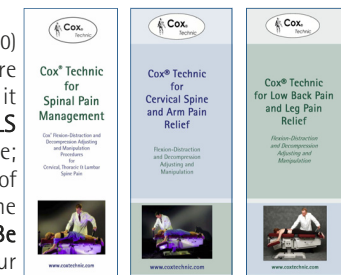 0)
re
it
LS
e;
of
ne
Be
ur
Cox®
Technic
Cox® Technic
for
Spinal Pain
Management
Cox® Flexion-Distraction and
Decompression Adjusting
and Manipulation
Procedures
for
Cervical, Thoracic & Lumbar
Spine Pain
www.coxtechnic.com
Cox®
Technic
Cox® Technic
for
Cervical Spine
and Arm Pain
Relief
Flexion-Distraction
and Decompression
Adjusting and
Manipulation
www.coxtechnic.com
Cox®
Technic
Cox® Technic
for Low Back Pain
and Leg Pain
Relief
Flexion-Distraction
and Decompression
Adjusting and
Manipulation
www.coxtechnic.com